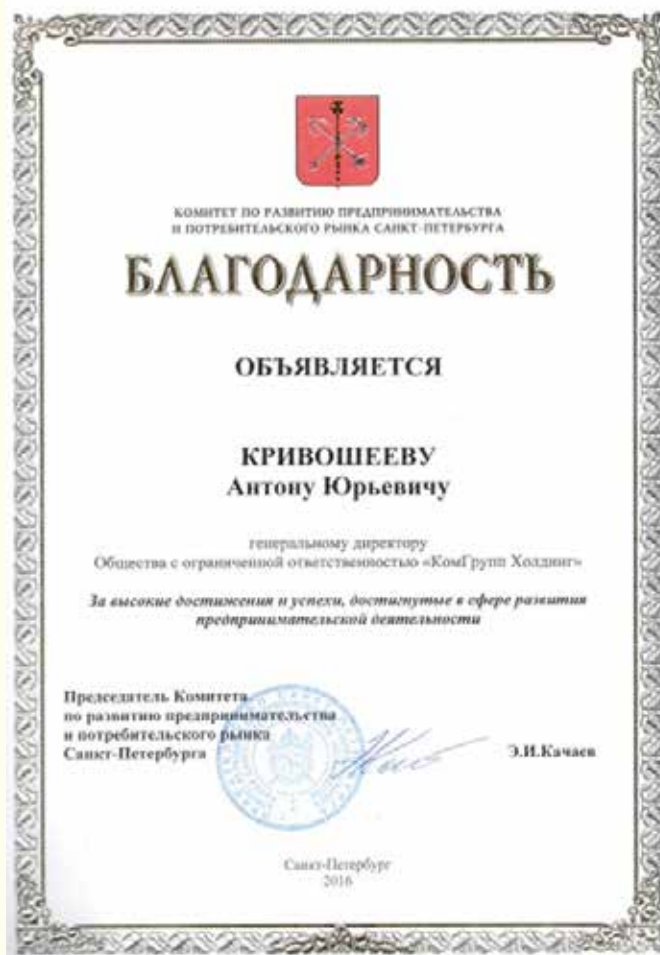 КОМИТЕТ ПО РАЗВИТИЮ ПРЕДПРИНИМАТЕЛЬСТВА
И ПОТРЕБИТЕЛЬСКОГО РЫНКА САНКТ-ПЕТЕРБУРГА
БЛАГОДАРНОСТЬ
ОБЪЯВЛЯЕТСЯ
КРИВОШЕЕВУ
Антону Юрьевичу
генеральному директору
Общества с ограниченной ответственностью «КомГрупп Холдинг»
За высокие достижения и успехи, достигнутые в сфере развития
предпринимательской деятельности
Председатель Комитета
по развитию предпринимательства
и потребительского рынка
Санкт-Петербурга
Э.И.Качаев
Санкт-Петербург
2016